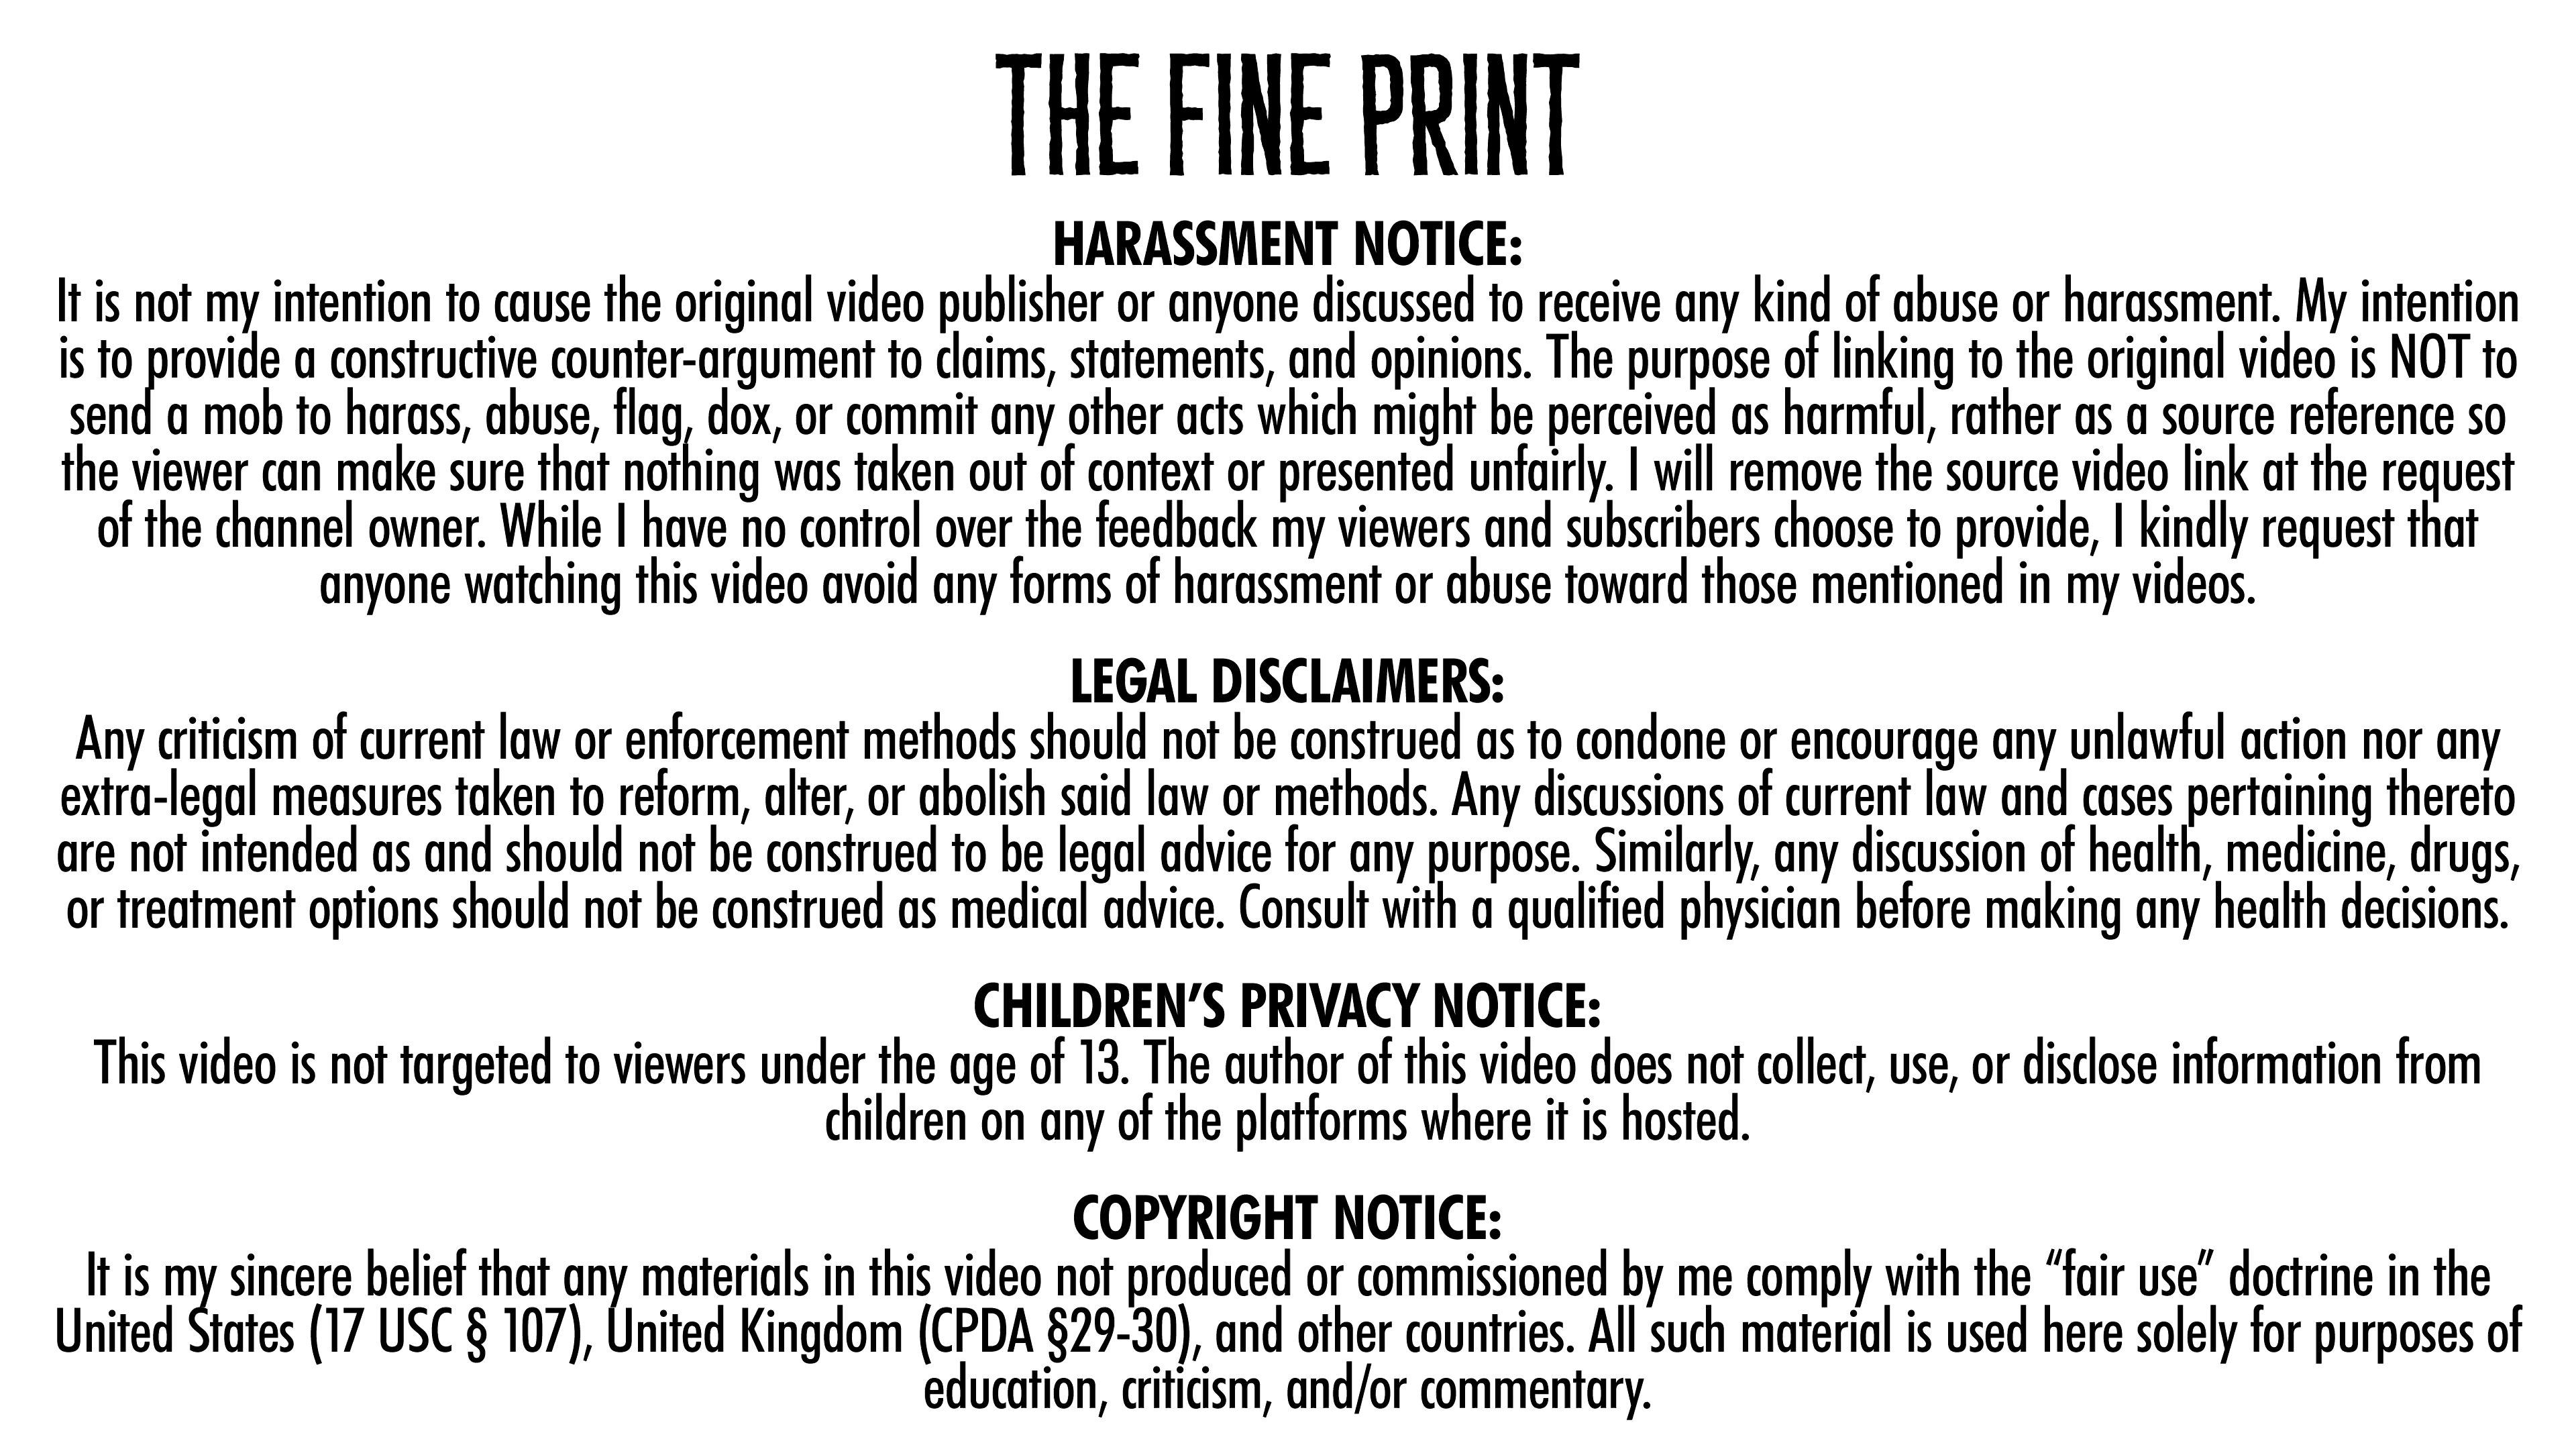 THE FINE PRINT
HARASSMENT NOTICE:
It is not my intention to cause the original video publisher or anyone discussed to receive any kind of abuse or harassment. My intention
is to provide a constructive counter-argument to claims, statements, and opinions. The purpose of linking to the original video is NOT to
send a mob to harass, abuse, flag, dox, or commit any other acts which might be perceived as harmful, rather as a source reference so
the viewer can make sure that nothing was taken out of context or presented unfairly. I will remove the source video link at the request
of the channel owner. While I have no control over the feedback my viewers and subscribers choose to provide, I kindly request that
anyone watching this video avoid any forms of harassment or abuse toward those mentioned in my videos.
LEGAL DISCLAIMERS:
Any criticism of current law or enforcement methods should not be construed as to condone or encourage any unlawful action nor any
extra-legal measures taken to reform, alter, or abolish said law or methods. Any discussions of current law and cases pertaining thereto
are not intended as and should not be construed to be legal advice for any purpose. Similarly, any discussion of health, medicine, drugs,
or treatment options should not be construed as medical advice. Consult with a qualified physician before making any health decisions.
CHILDREN’S PRIVACY NOTICE:
This video is not targeted to viewers under the age of 13. The author of this video does not collect, use, or disclose information from
children on any of the platforms where it is hosted.
COPYRIGHT NOTICE:
It is my sincere belief that any materials in this video not produced or commissioned by me comply with the “fair use” doctrine in the
United States (17 USC § 107), United Kingdom (CPDA §29-30), and other countries. All such material is used here solely for purposes of
education, criticism, and/or commentary.